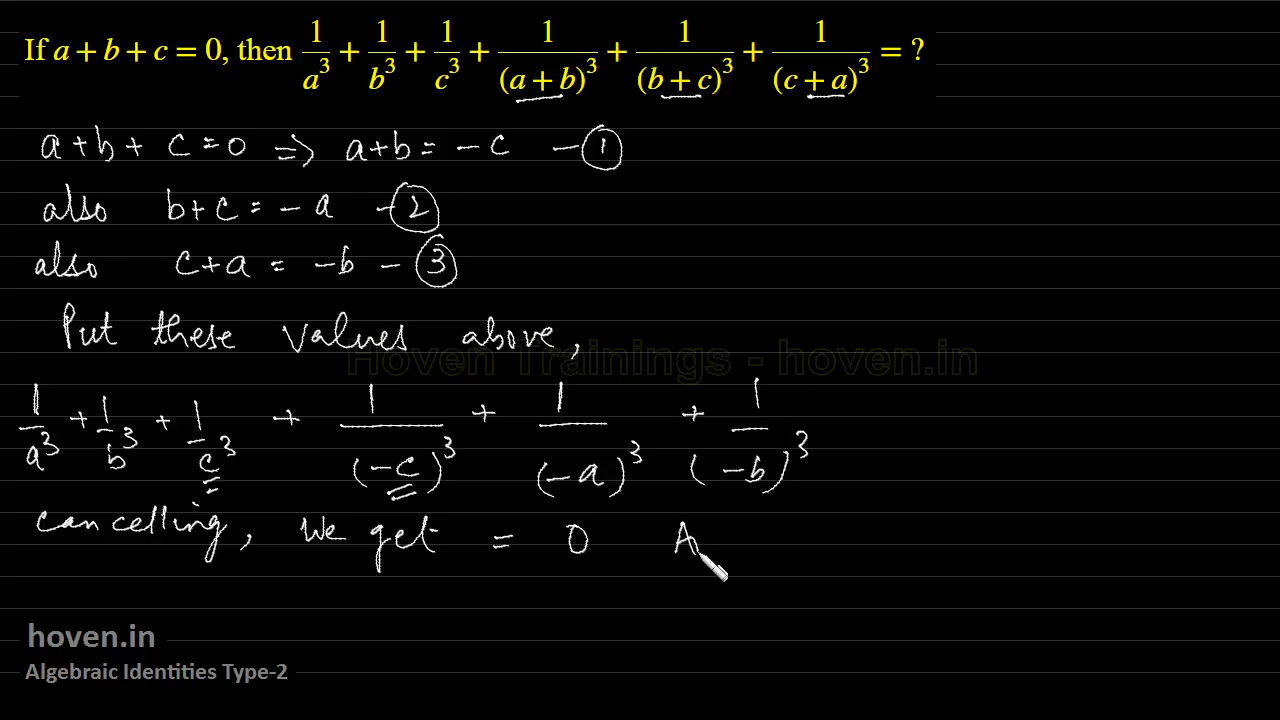 If a + b + c = 0, then 1/a³ + 1/b³ + 1/c³ + 1/(a + b)³ + 1/(b + c)³ + 1/(c + a)³ = ?
a + b + c = 0 ⇒ a + b = - c - ①
also b + c = - a - ②
also c + a = - b - ③
Put these values above,
Hoven Trainings - hoven.in
1/a³ + 1/b³ + 1/c³ + 1/(-c)³ + 1/(-a)³ + 1/(-b)³
cancelling, we get = 0 A
hoven.in
Algebraic Identities Type-2